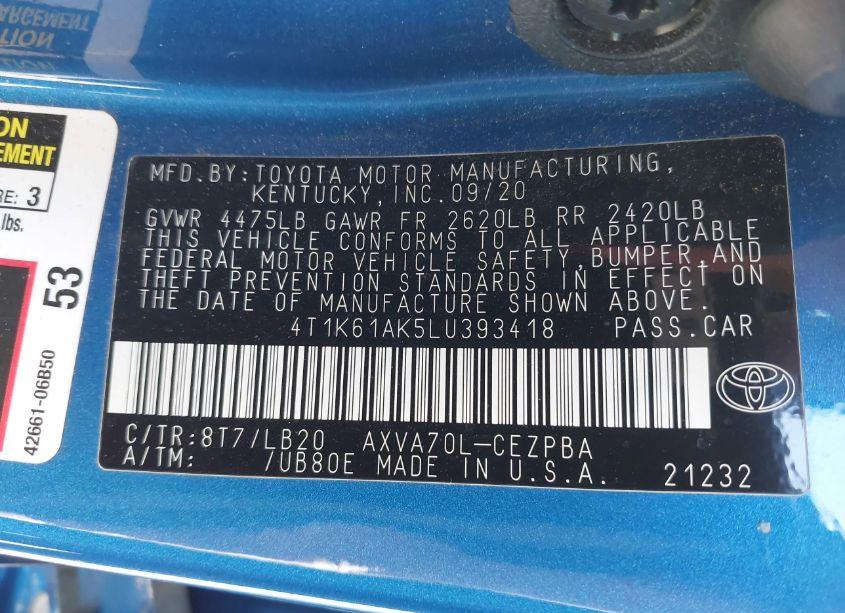 CHARGEMENT
ATTION
ON
EMENT
RE: 3
lbs.
53
42661-06B50
MFD.BY:TOYOTA MOTOR MANUFACTURING,
KENTUCKY,INC.09/20
GVWR 4475LB GAWR FR 2620LB RR 2420LB
THIS VEHICLE CONFORMS TO ALL APPLICABLE
FEDERAL MOTOR VEHICLE SAFETY,BUMPER,AND
THEFT PREVENTION STANDARDS IN EFFECT ON
THE DATE OF MANUFACTURE SHOWN ABOVE.
4T1K61AK5LU393418 PASS.CAR
C/TR:8T7/LB20 AXVA70L-CEZPBA
A/TM: 7UB80E MADE IN U.S.A. 21232